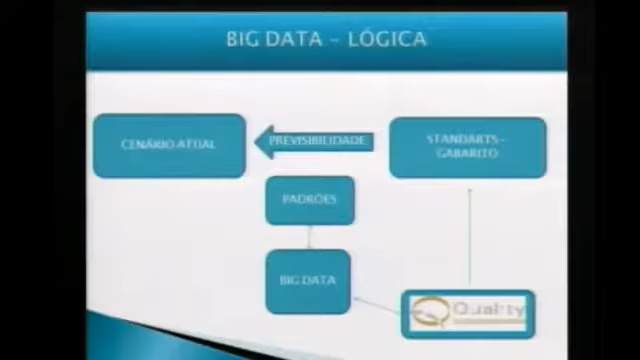 BIG DATA – LÓGICA
CENÁRIO ATUAL
PREVISIBILIDADE
STANDARTS –
GABARITO
PADRÕES
BIG DATA
Quality